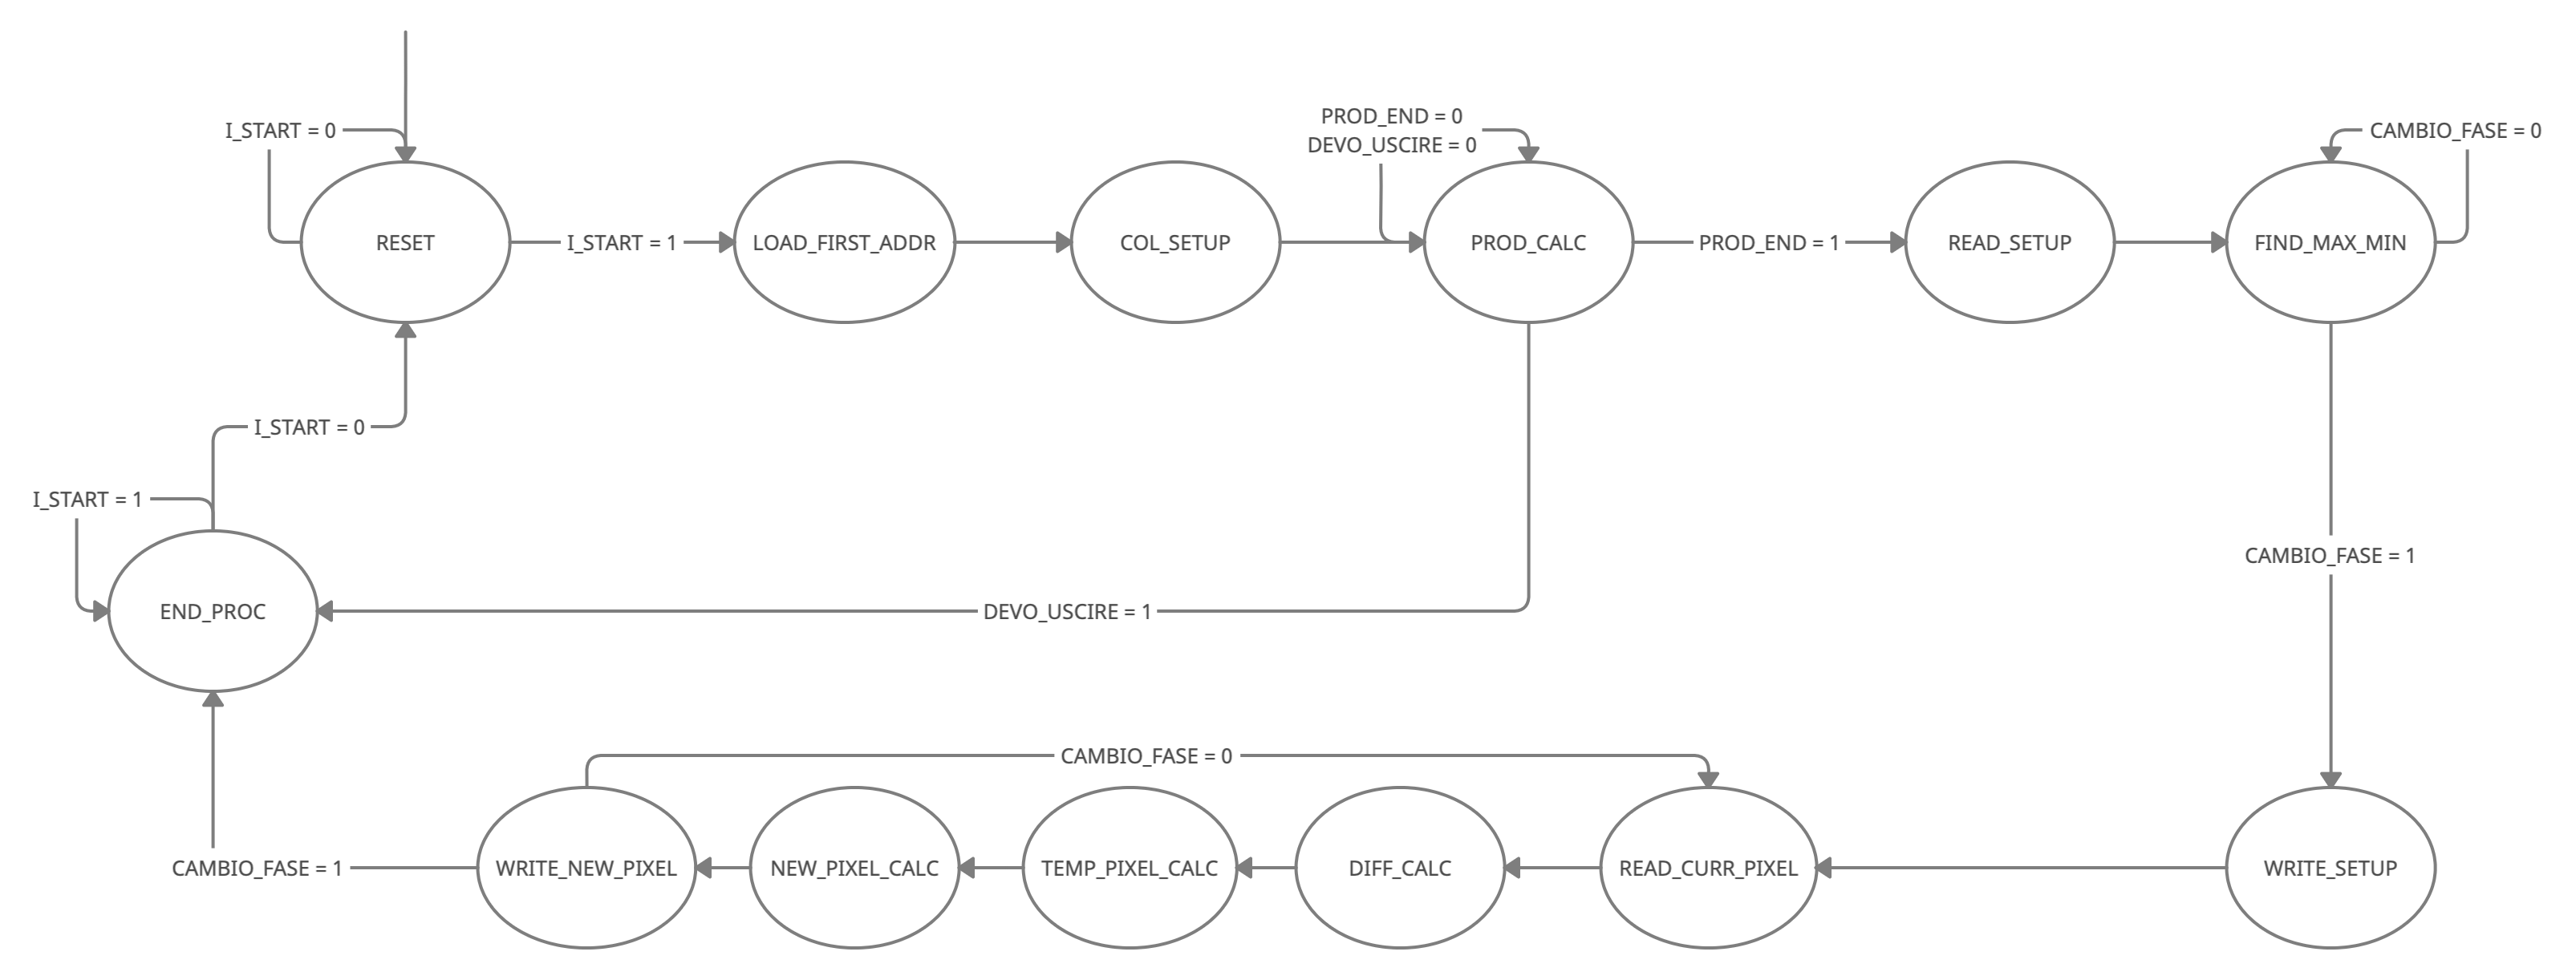 I_START = 0
PROD_END = 0
DEVO_USCIRE = 0
CAMBIO_FASE = 0
RESET
I_START = 1
LOAD_FIRST_ADDR
COL_SETUP
PROD_CALC
PROD_END = 1
READ_SETUP
FIND_MAX_MIN
I_START = 0
I_START = 1
CAMBIO_FASE = 1
END_PROC
DEVO_USCIRE = 1
CAMBIO_FASE = 0
CAMBIO_FASE = 1
WRITE_NEW_PIXEL
NEW_PIXEL_CALC
TEMP_PIXEL_CALC
DIFF_CALC
READ_CURR_PIXEL
WRITE_SETUP